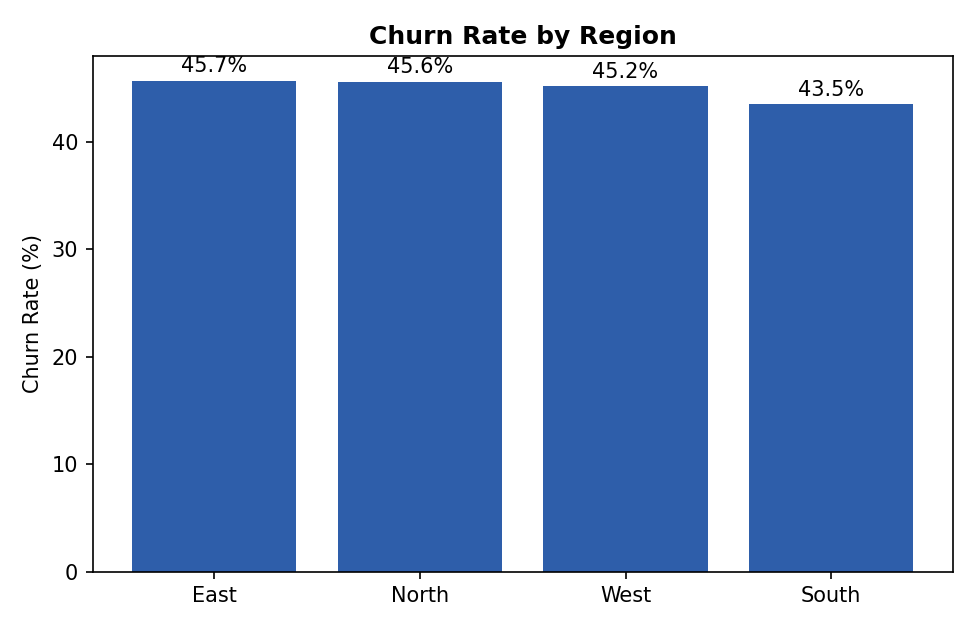 Churn Rate by Region
45.7%
45.6%
45.2%
43.5%
Churn Rate (%)
40
30
20
10
0
East
North
West
South